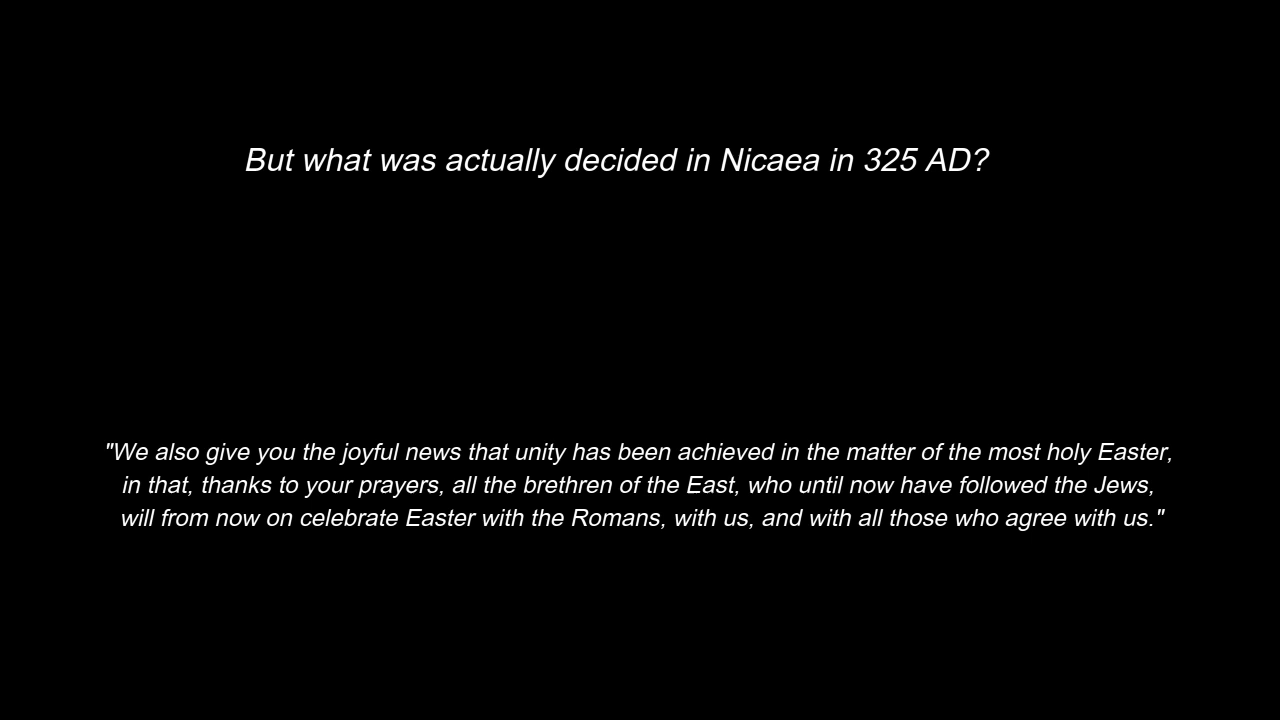 But what was actually decided in Nicaea in 325 AD?
"We also give you the joyful news that unity has been achieved in the matter of the most holy Easter,
in that, thanks to your prayers, all the brethren of the East, who until now have followed the Jews,
will from now on celebrate Easter with the Romans, with us, and with all those who agree with us."